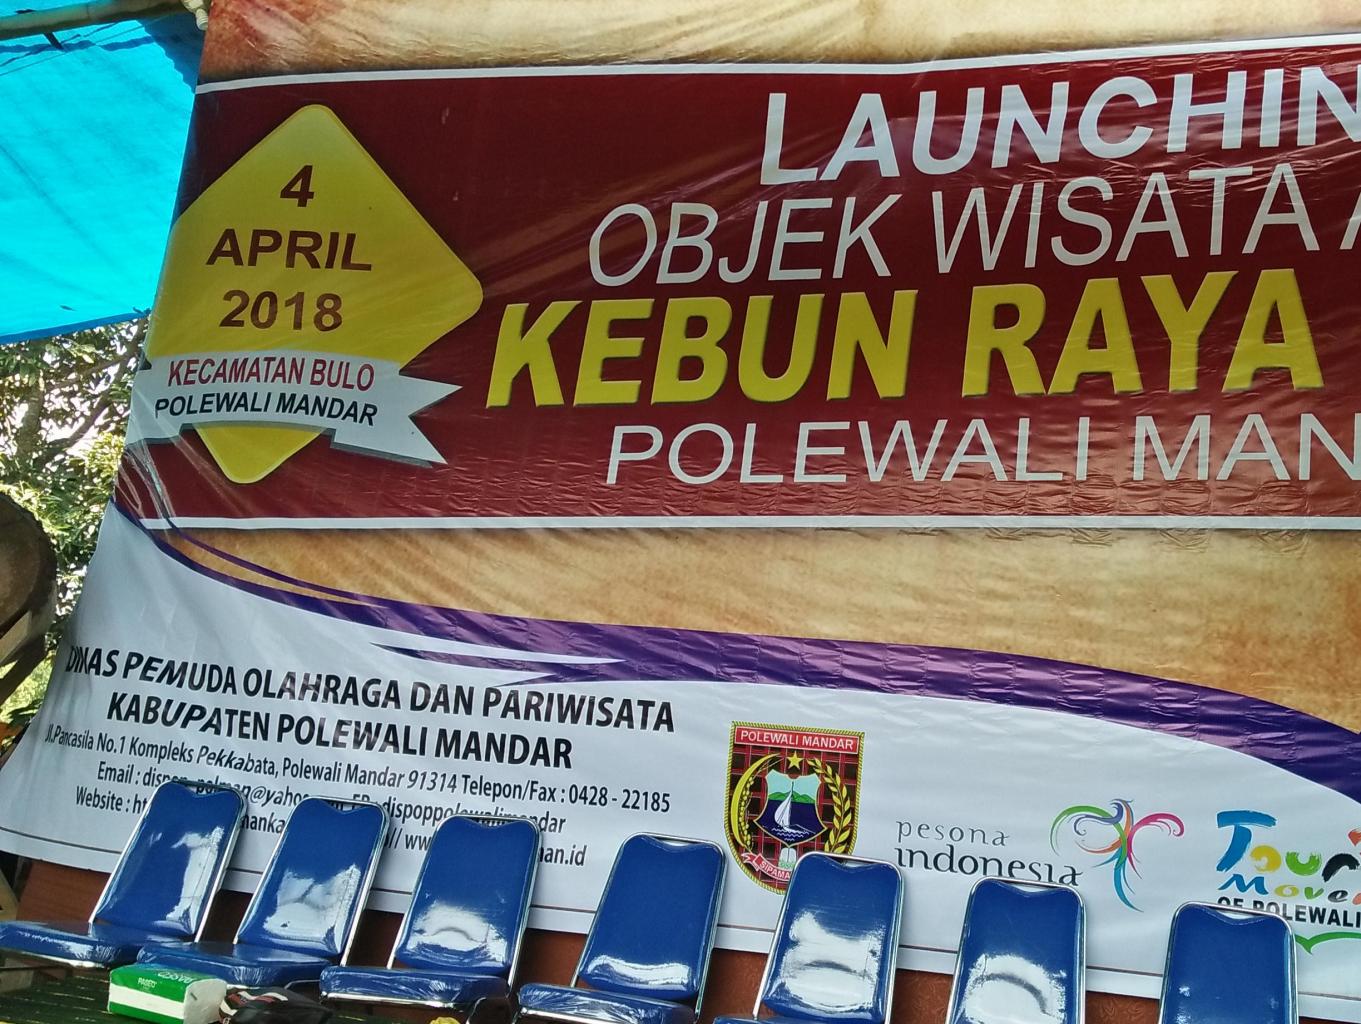 4
APRIL
2018
KECAMATAN BULO
POLEWALI MANDAR
LAUNCHIN
OBJEK WISATA A
KEBUN RAYA
POLEWALI MAN
DINAS PEMUDA OLAHRAGA DAN PARIWISATA
KABUPATEN POLEWALI MANDAR
Jl.Pancasila No.1 Kompleks Pekkabata, Polewali Mandar 91314 Telepon/Fax : 0428 - 22185
Email :
Website :
POLEWALI MANDAR
pesona
indonesia
OF POLEWALI
PASEO